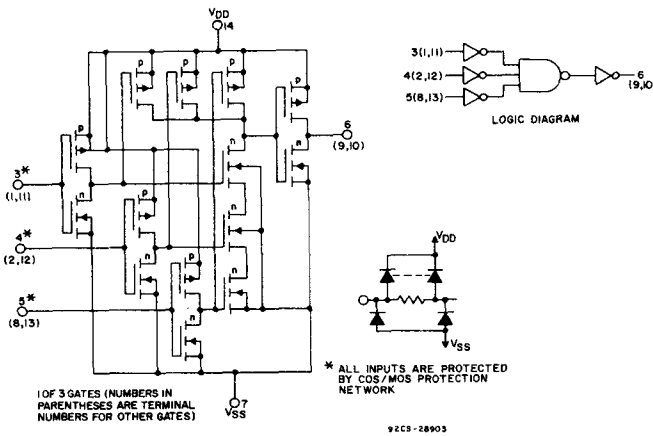 VDD
14
p
p
p
p
6
(9,10)
p
n
n
3*
(1,11)
n
p
n
4*
(2,12)
n
p
n
5*
(8,13)
n
7
VSS
1 OF 3 GATES (NUMBERS IN
PARENTHESES ARE TERMINAL
NUMBERS FOR OTHER GATES)
3(1,11)
4(2,12)
5(8,13)
6
(9,10
LOGIC DIAGRAM
VDD
VSS
* ALL INPUTS ARE PROTECTED
BY COS/MOS PROTECTION
NETWORK
92CS-28903